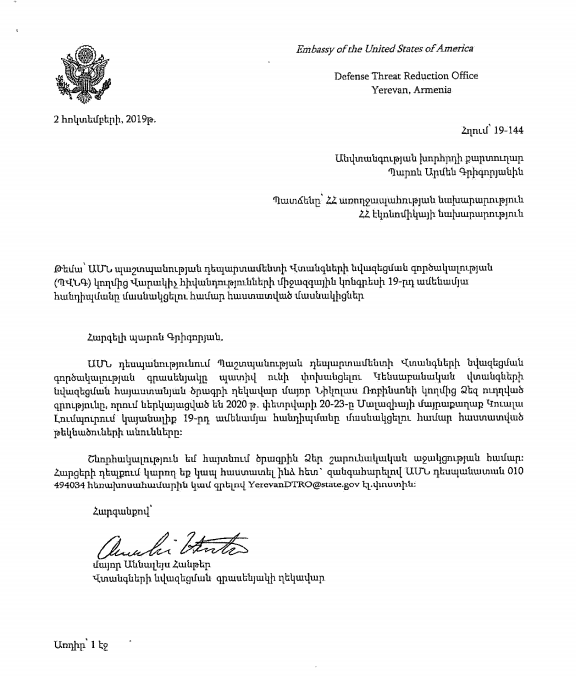 Embassy of the United States of America
Defense Threat Reduction Office
Yerevan, Armenia
2 հոկտեմբերի, 2019թ.
Հղում՝ 19-144
Անվտանգության խորհրդի քարտուղար
Պարոն Արմեն Գրիգորյանին
Պատճենը՝ ՀՀ առողջապահության նախարարություն
ՀՀ էկոնոմիկայի նախարարություն
Թեմա՝ ԱՄՆ պաշտպանության դեպարտամենտի Վտանգների նվազեցման գործակալության
(ՊՎՆԳ) կողմից Վարակիչ հիվանդությունների միջազգային կոնգրեսի 19-րդ ամենամյա
հանդիպմանը մասնակցելու համար հաստատված մասնակիցներ
Հարգելի պարոն Գրիգորյան,
ԱՄՆ դեսպանությունում Պաշտպանության դեպարտամենտի Վտանգների նվազեցման
գործակալության գրասենյակը պատիվ ունի փոխանցելու Կենսաբանական վտանգների
նվազեցման հայաստանյան ծրագրի ղեկավար մայոր Նիկոլաս Ռոբինսոնի կողմից Ձեզ ուղղված
գրությունը, որում ներկայացված են 2020 թ. փետրվարի 20-23-ը Մալազիայի մայրաքաղաք Կուալա
Լումպուրում կայանալիք 19-րդ ամենամյա հանդիպմանը մասնակցելու համար հաստատված
թեկնածուների անունները:
Շնորհակալություն եմ հայտնում ծրագրին Ձեր շարունակական աջակցության համար:
Հարցերի դեպքում կարող եք կապ հաստատել ինձ հետ՝ զանգահարելով ԱՄՆ դեսպանատան 010
494034 հեռախոսահամարին կամ գրելով YerevanDTRO@state.gov էլ.փոստին:
Հարգանքով՝
մայոր Աննալեյս Հանթեր
Վտանգների նվազեցման գրասենյակի ղեկավար
Առդիր՝ 1 էջ